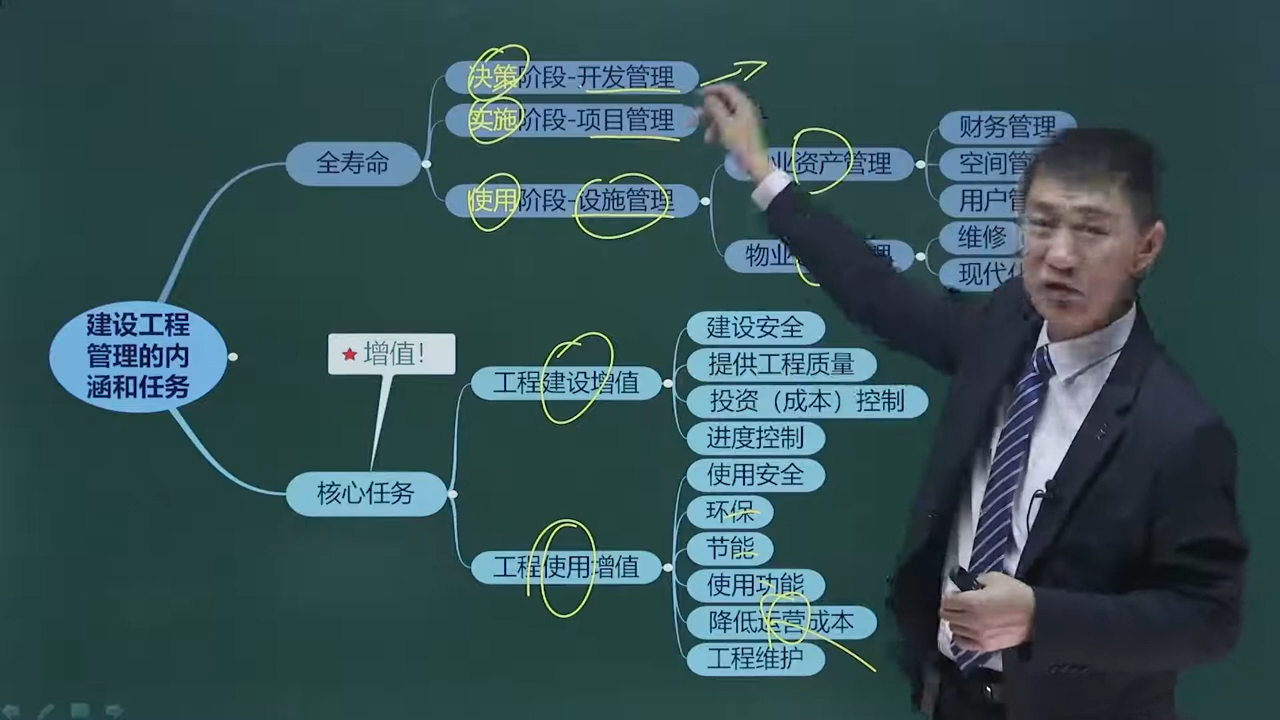 建设工程
管理的内
涵和任务
全寿命
决策阶段-开发管理
实施阶段-项目管理
使用阶段-设施管理
业资产管理
财务管理
空间管
用户管
物业
理
维修
现代化
核心任务
★增值！
工程建设增值
建设安全
提供工程质量
投资（成本）控制
进度控制
工程使用增值
使用安全
环保
节能
使用功能
降低运营成本
工程维护